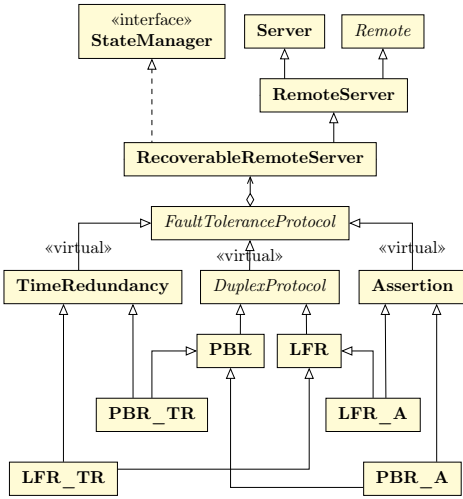 «interface»
StateManager
Server
Remote
RemoteServer
RecoverableRemoteServer
FaultToleranceProtocol
«virtual»
«virtual»
«virtual»
TimeRedundancy
DuplexProtocol
Assertion
PBR
LFR
PBR_TR
LFR_A
LFR_TR
PBR_A